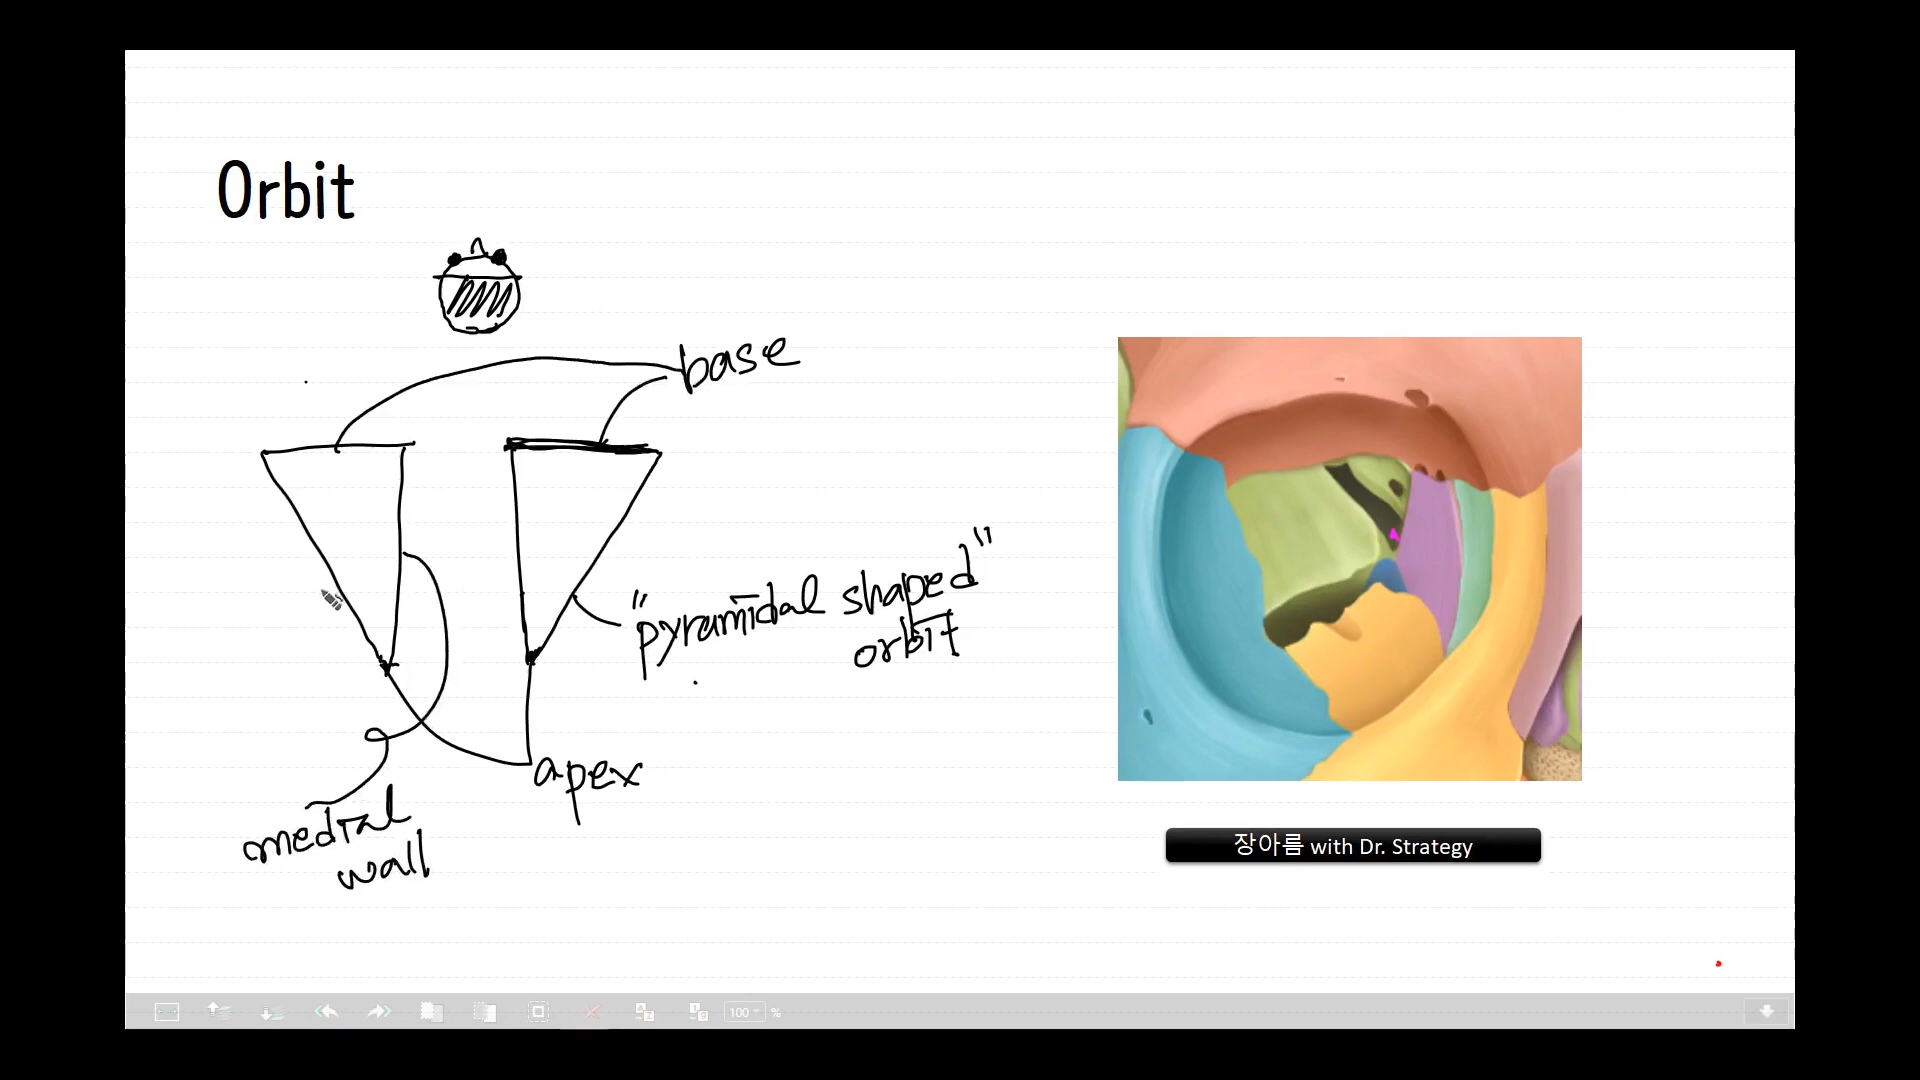 Orbit
base
"pyramidal shaped"
orbit
apex
medial
wall
장아름 with Dr. Strategy
100 %